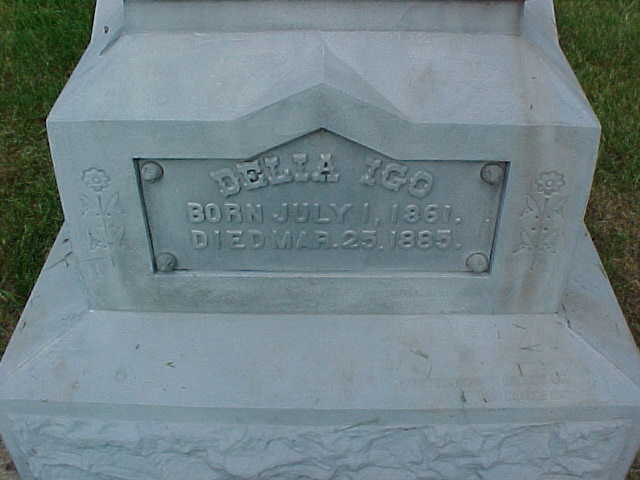 DELIA IGO
BORN JULY 1, 1861.
DIED MAR. 25. 1885.